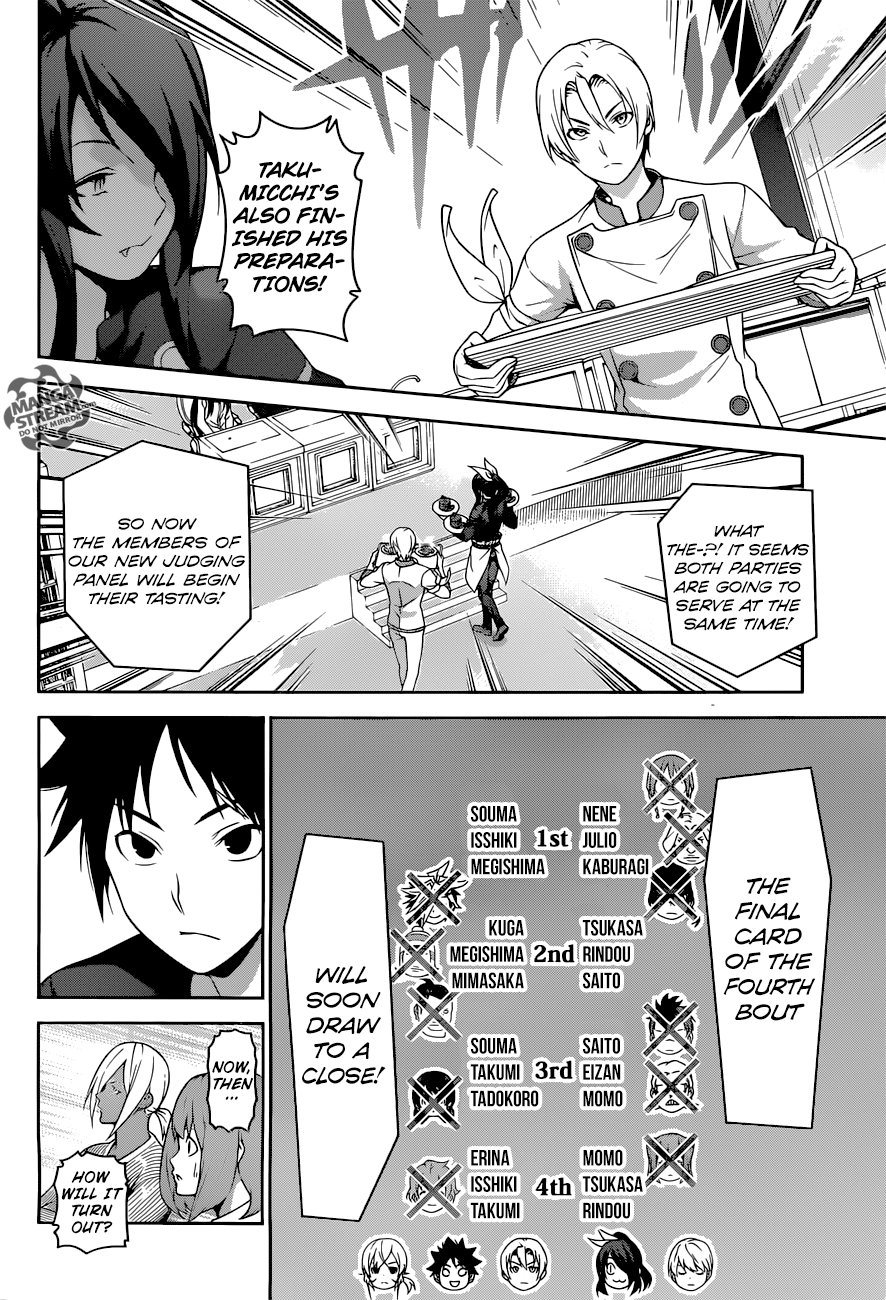 TAKU-
MICCHI'S
ALSO FIN-
ISHED HIS
PREPARA-
TIONS!
MANGA
STREAM.com
DO NOT MIRROR
WHAT
THE-?! IT SEEMS
BOTH PARTIES
ARE GOING TO
SERVE AT THE
SAME TIME!
SO NOW
THE MEMBERS OF
OUR NEW JUDGING
PANEL WILL BEGIN
THEIR TASTING!
THE
FINAL
CARD
OF THE
FOURTH
BOUT
SOUMA NENE
ISSHIKI 1st JULIO
MEGISHIMA KABURAGI
KUGA TSUKASA
MEGISHIMA 2nd RINDOU
MIMASAKA SAITO
SOUMA SAITO
TAKUMI 3rd EIZAN
TADOKORO MOMO
ERINA MOMO
ISSHIKI 4th TSUKASA
TAKUMI RINDOU
WILL
SOON
DRAW
TO A
CLOSE!
NOW,
THEN
...
HOW
WILL IT
TURN
OUT?